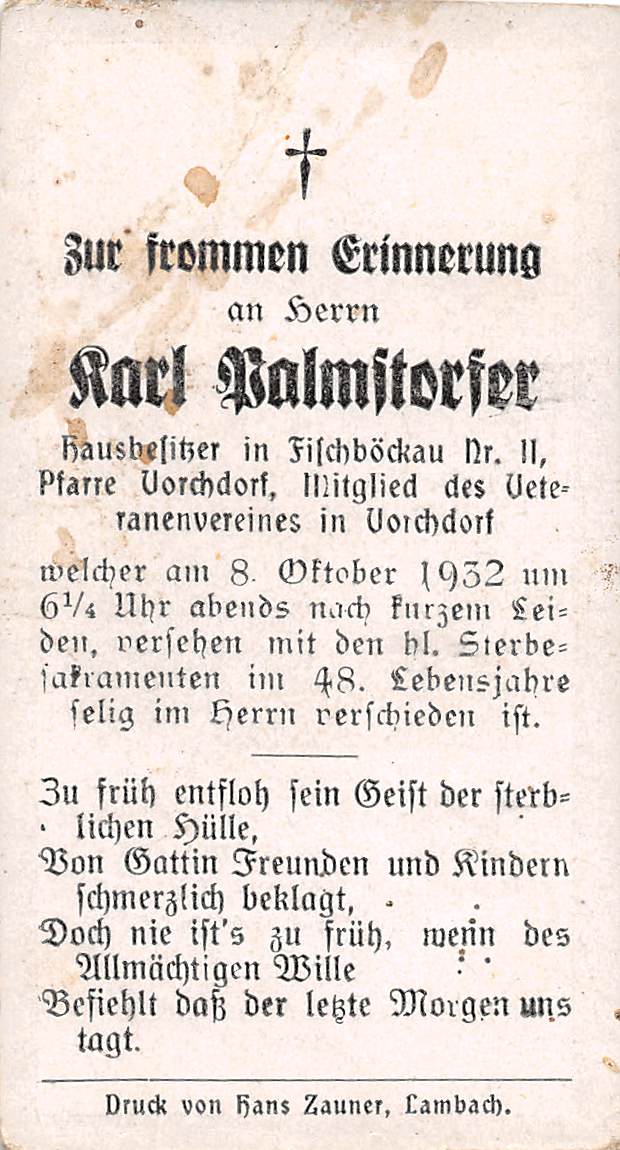 Zur frommen Erinnerung
an Herrn
Karl Palmstorfer
Hausbesitzer in Fischböckau Nr. 11,
Pfarre Vorchdorf, Mitglied des Vete-
ranenvereines in Vorchdorf
welcher am 8. Oktober 1932 um
6¼ Uhr abends nach kurzem Lei-
den, versehen mit den hl. Sterbe-
sakramenten im 48. Lebensjahre
selig im Herrn verschieden ist.
Zu früh entfloh sein Geist der sterb-
lichen Hülle,
Von Gattin Freunden und Kindern
schmerzlich beklagt,
Doch nie ist's zu früh, wenn des
Allmächtigen Wille
Befiehlt daß der letzte Morgen uns
tagt.
Druck von Hans Zauner, Lambach.